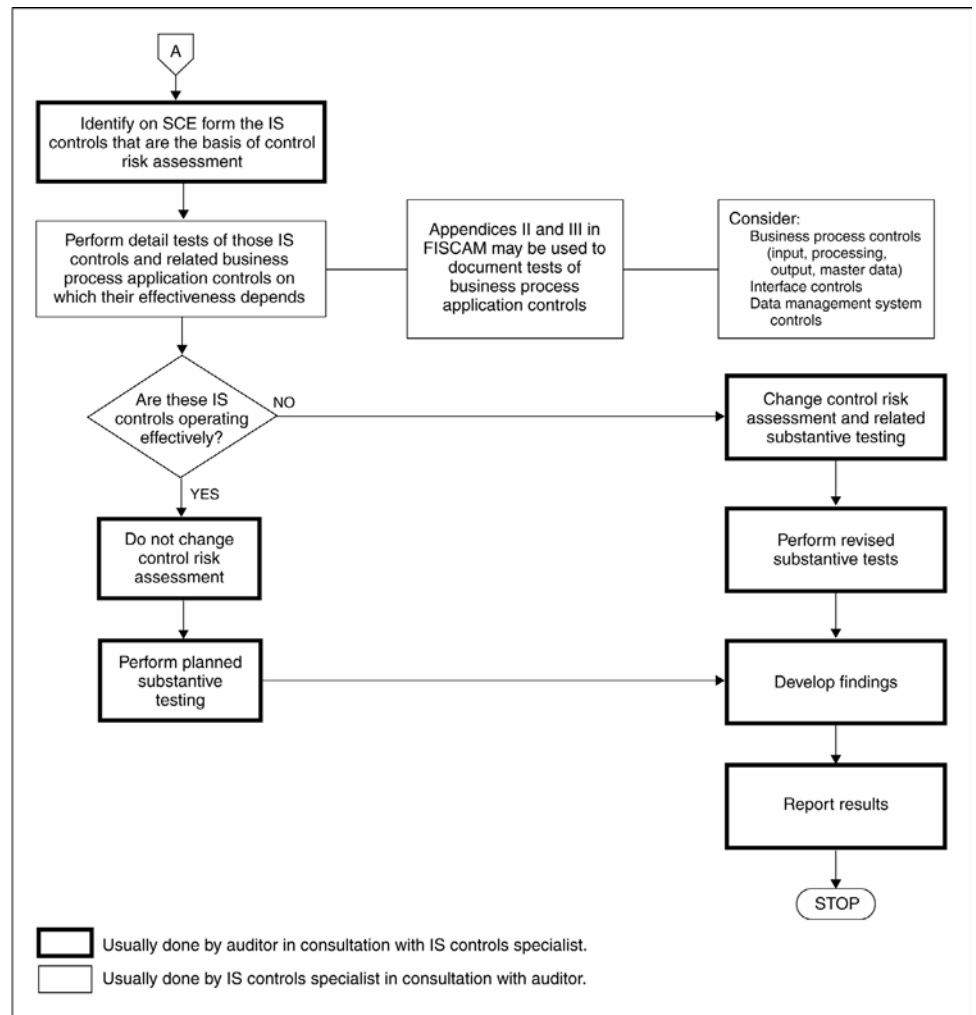 A
Identify on SCE form the IS
controls that are the basis of control
risk assessment
Perform detail tests of those IS
controls and related business
process application controls on
which their effectiveness depends
Appendices II and III in
FISCAM may be used to
document tests of
business process
application controls
Consider:
Business process controls
(input, processing,
output, master data)
Interface controls
Data management system
controls
Are these IS
controls operating
effectively?
NO
Change control risk
assessment and related
substantive testing
YES
Do not change
control risk
assessment
Perform revised
substantive tests
Perform planned
substantive
testing
Develop findings
Report results
STOP
Usually done by auditor in consultation with IS controls specialist.
Usually done by IS controls specialist in consultation with auditor.